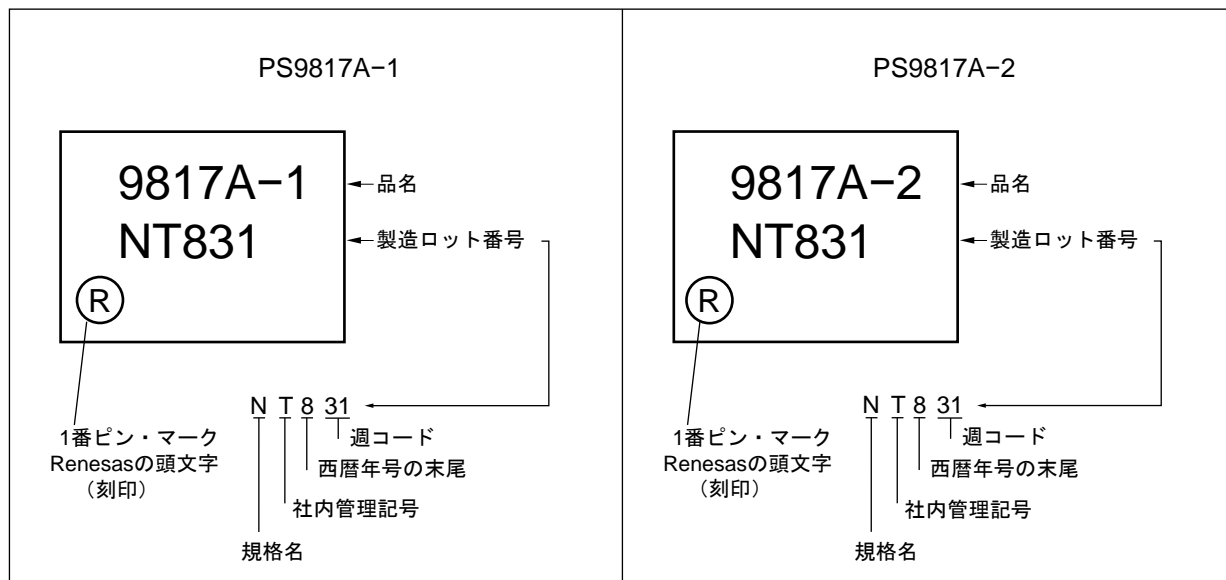 PS9817A−1
9817A−1
品名
NT831
製造ロット番号
R
N T 8 31
1番ピン・マーク
Renesasの頭文字
（刻印）
週コード
西暦年号の末尾
社内管理記号
規格名
PS9817A−2
9817A−2
品名
NT831
製造ロット番号
R
N T 8 31
1番ピン・マーク
Renesasの頭文字
（刻印）
週コード
西暦年号の末尾
社内管理記号
規格名